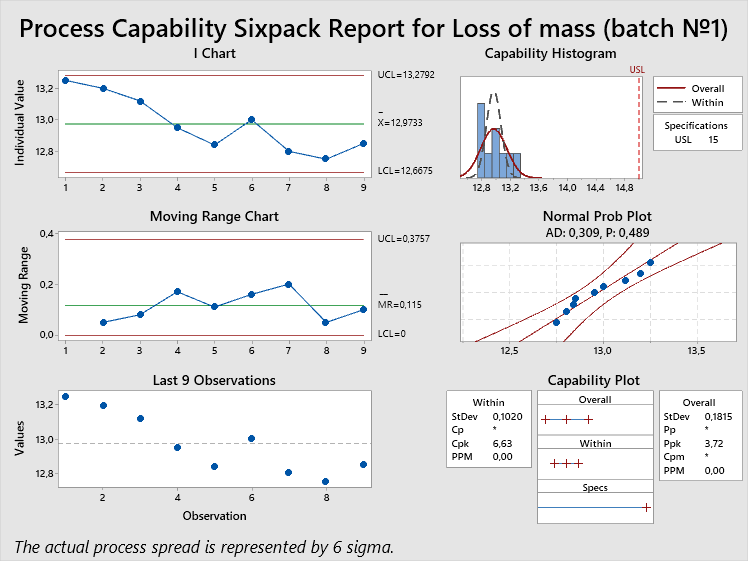 Process Capability Sixpack Report for Loss of mass (batch №1)
I Chart
Individual Value
13,2
13,0
12,8
1 2 3 4 5 6 7 8 9
UCL=13,2792
_
X=12,9733
LCL=12,6675
Capability Histogram
USL
12,8 13,2 13,6 14,0 14,4 14,8
Overall
Within
Specifications
USL 15
Moving Range Chart
Moving Range
0,4
0,2
0,0
1 2 3 4 5 6 7 8 9
UCL=0,3757
__
MR=0,115
LCL=0
Normal Prob Plot
AD: 0,309, P: 0,489
12,5 13,0 13,5
Last 9 Observations
Values
13,2
13,0
12,8
2 4 6 8
Observation
Capability Plot
Within
StDev 0,1020
Cp *
Cpk 6,63
PPM 0,00
Overall
Within
Specs
Overall
StDev 0,1815
Pp *
Ppk 3,72
Cpm *
PPM 0,00
The actual process spread is represented by 6 sigma.